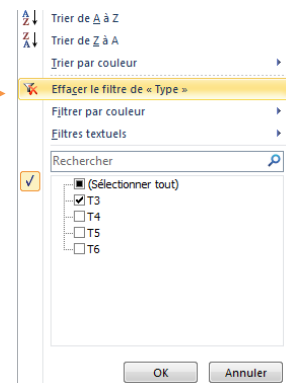 Trier de A à Z
Trier de Z à A
Trier par couleur
Effacer le filtre de « Type »
Filtrer par couleur
Filtres textuels
Rechercher
(Sélectionner tout)
T3
T4
T5
T6
OK
Annuler